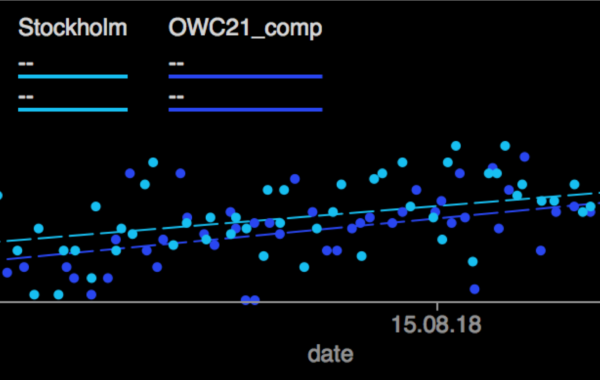 Stockholm OWC21_comp
-- --
-- --
15.08.18
date